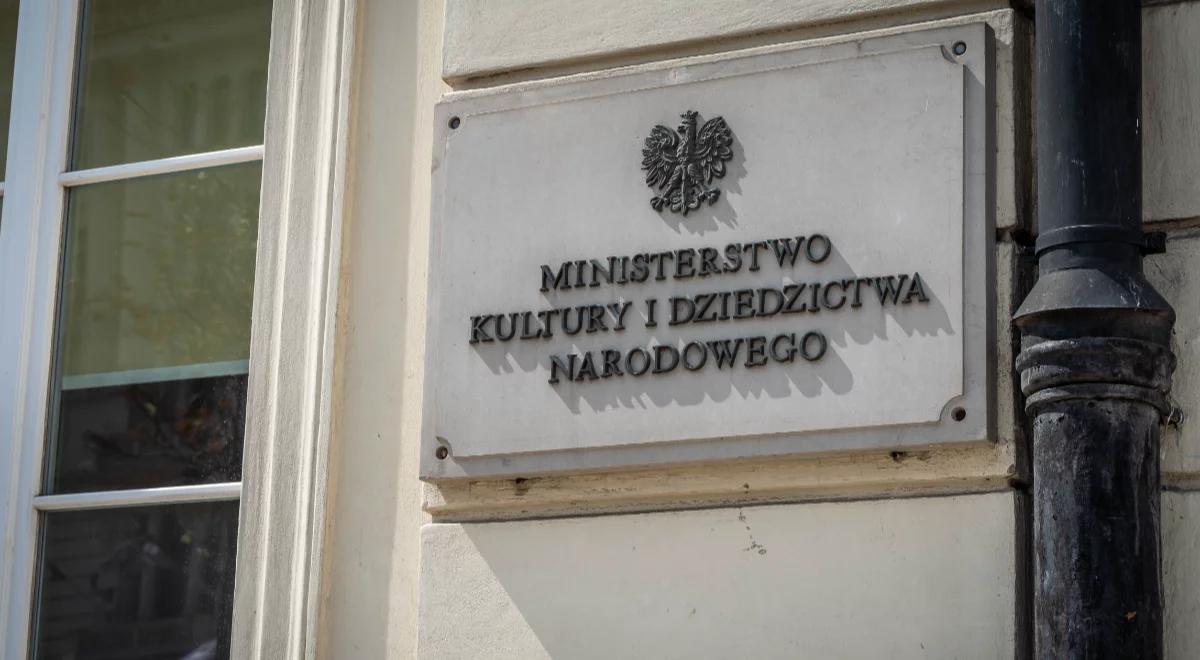 MINISTERSTWO
KULTURY I DZIEDZICTWA
NARODOWEGO